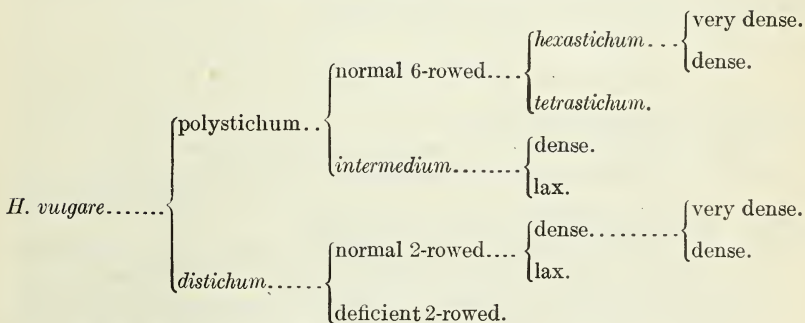 very dense.
hexastichum...
dense.
normal 6-rowed....
tetrastichum.
polystichum..
dense.
intermedium........
lax.
H. vuigare.......
very dense.
dense.........
normal 2-rowed....
dense.
lax.
distichum......
deficient 2-rowed.